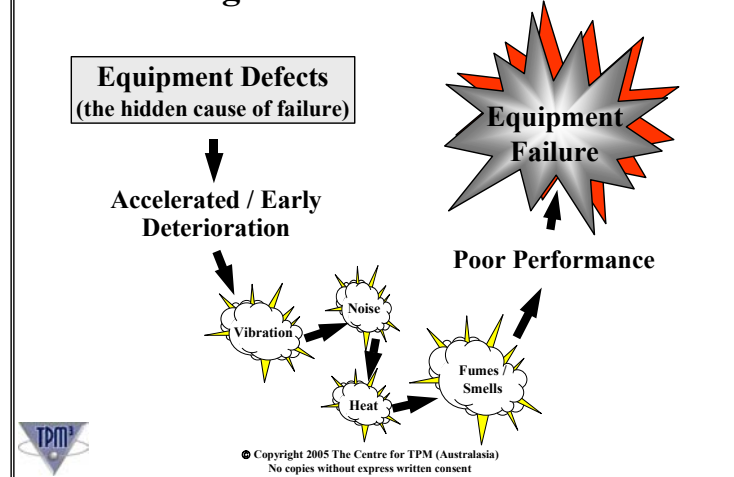 Equipment Defects
(the hidden cause of failure)
Equipment
Failure
Accelerated / Early
Deterioration
Poor Performance
Vibration
Noise
Heat
Fumes /
Smells
TPM³
© Copyright 2005 The Centre for TPM (Australasia)
No copies without express written consent